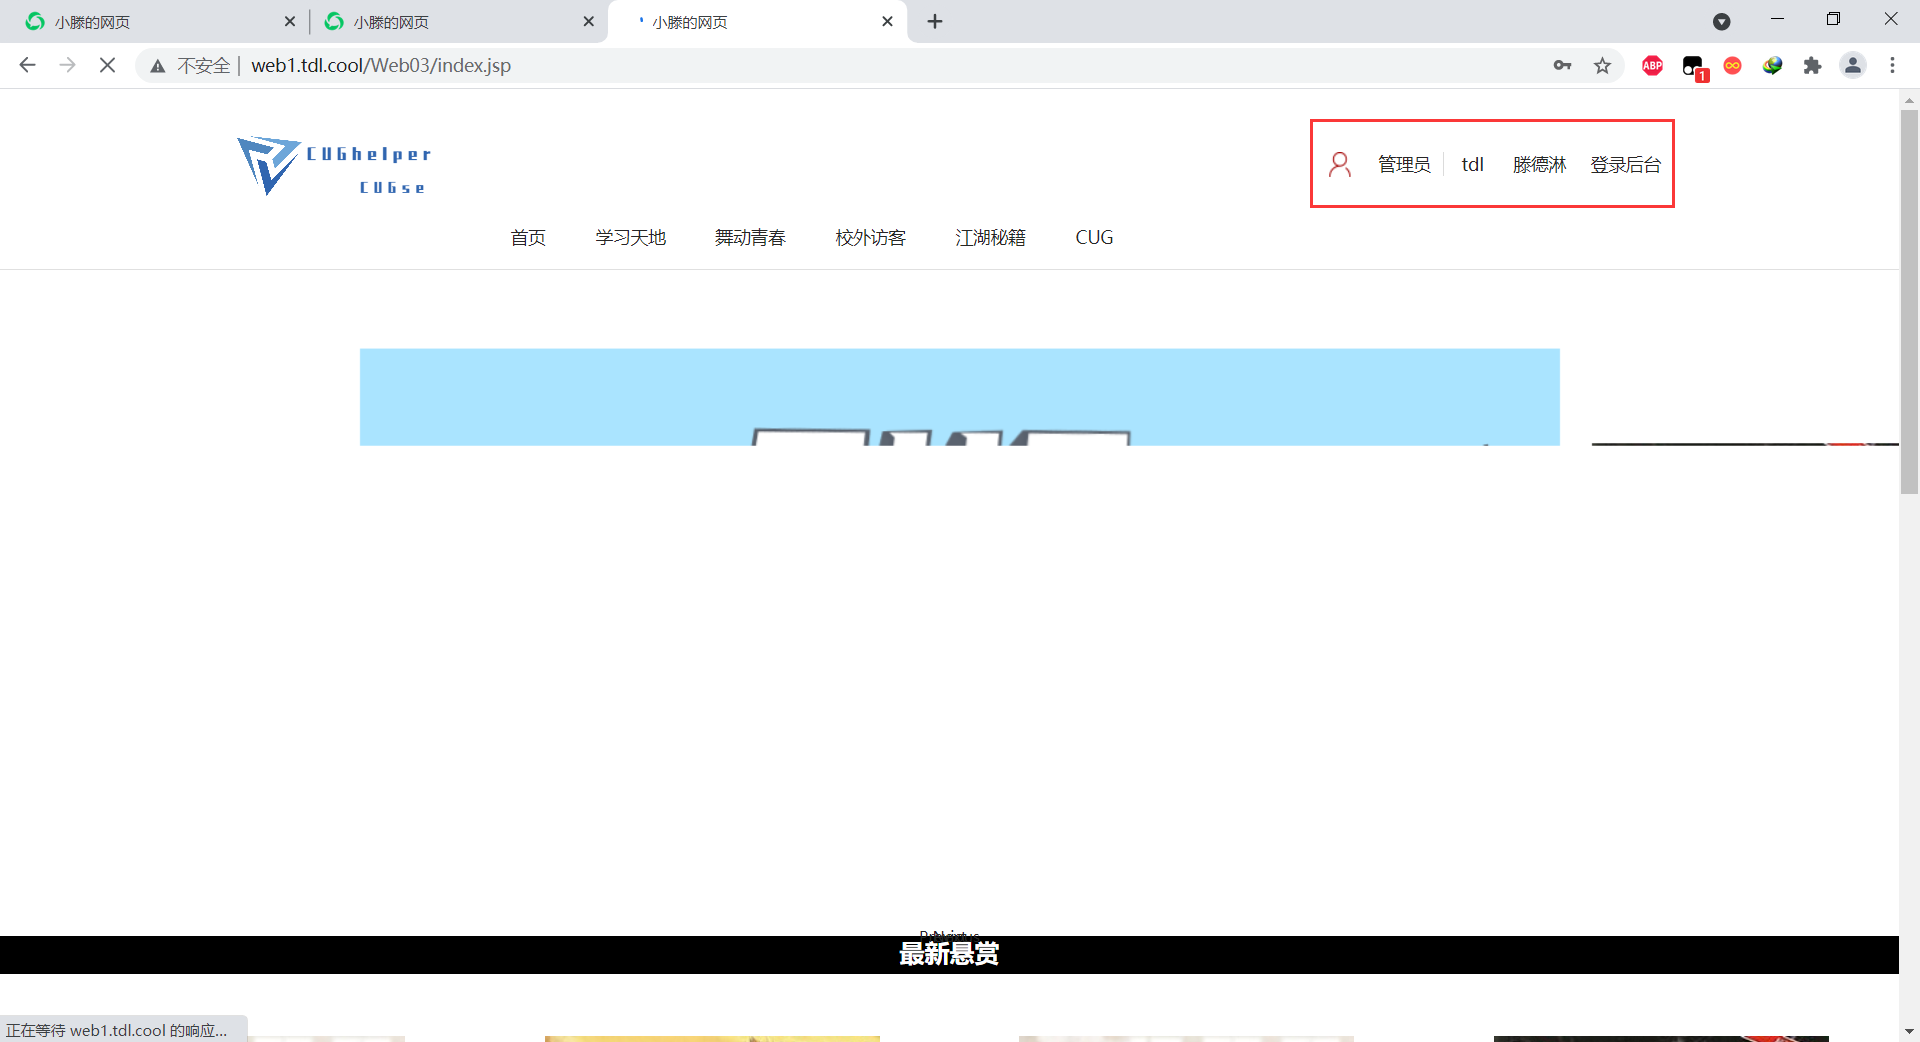 小滕的网页
小滕的网页
小滕的网页
不安全 web1.tdl.cool/Web03/index.jsp
ABP
1
CUGhelper
CUGse
管理员 tdl 滕德淋 登录后台
首页 学习天地 舞动青春 校外访客 江湖秘籍 CUG
最新悬赏
正在等待 web1.tdl.cool 的响应...